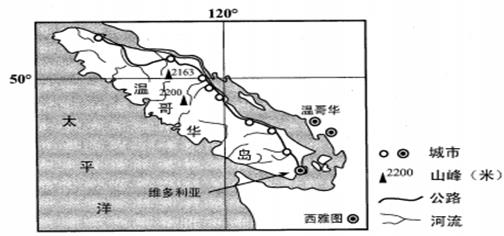 120°
50°
2163
2200
温
哥
华
岛
太
平
洋
温哥华
维多利亚
西雅图
城市
2200 山峰（米）
公路
河流